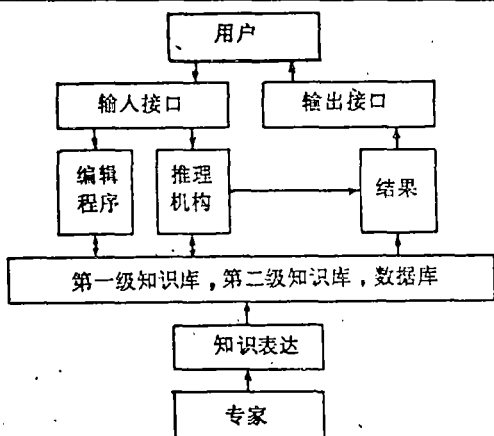 用户
输人接口
输出接口
编辑
程序
推理
机构
结果
第一级知识库，第二级知识库，数据库
知识表达
专家